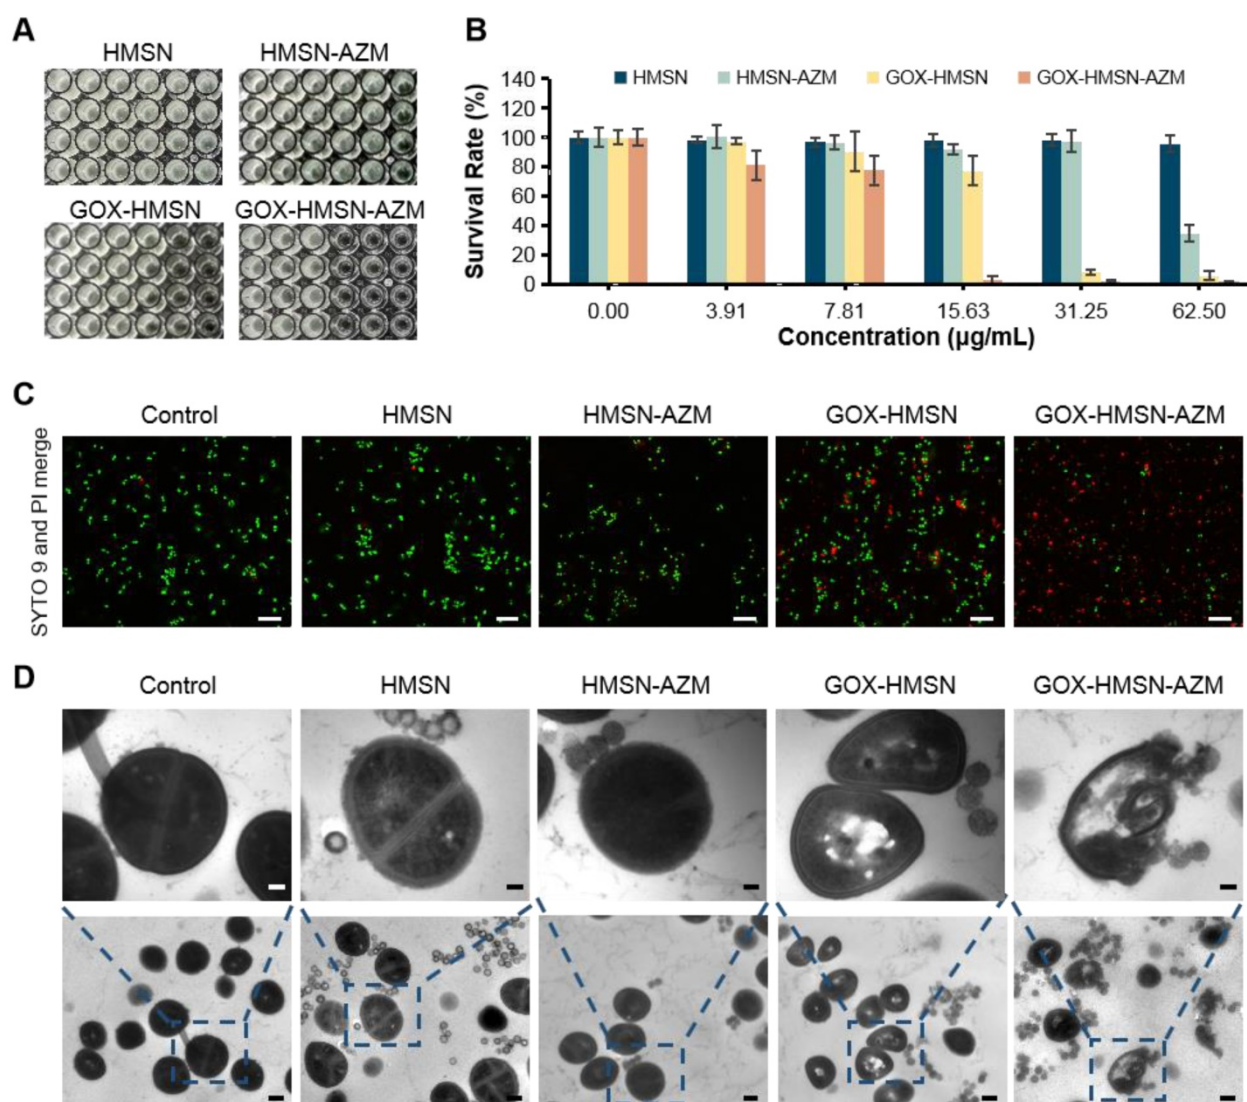 A
HMSN
HMSN-AZM
GOX-HMSN
GOX-HMSN-AZM
B
HMSN
HMSN-AZM
GOX-HMSN
GOX-HMSN-AZM
Survival Rate (%)
140
120
100
80
60
40
20
0
0.00
3.91
7.81
15.63
31.25
62.50
Concentration (µg/mL)
C
Control
HMSN
HMSN-AZM
GOX-HMSN
GOX-HMSN-AZM
SYTO 9 and PI merge
D
Control
HMSN
HMSN-AZM
GOX-HMSN
GOX-HMSN-AZM